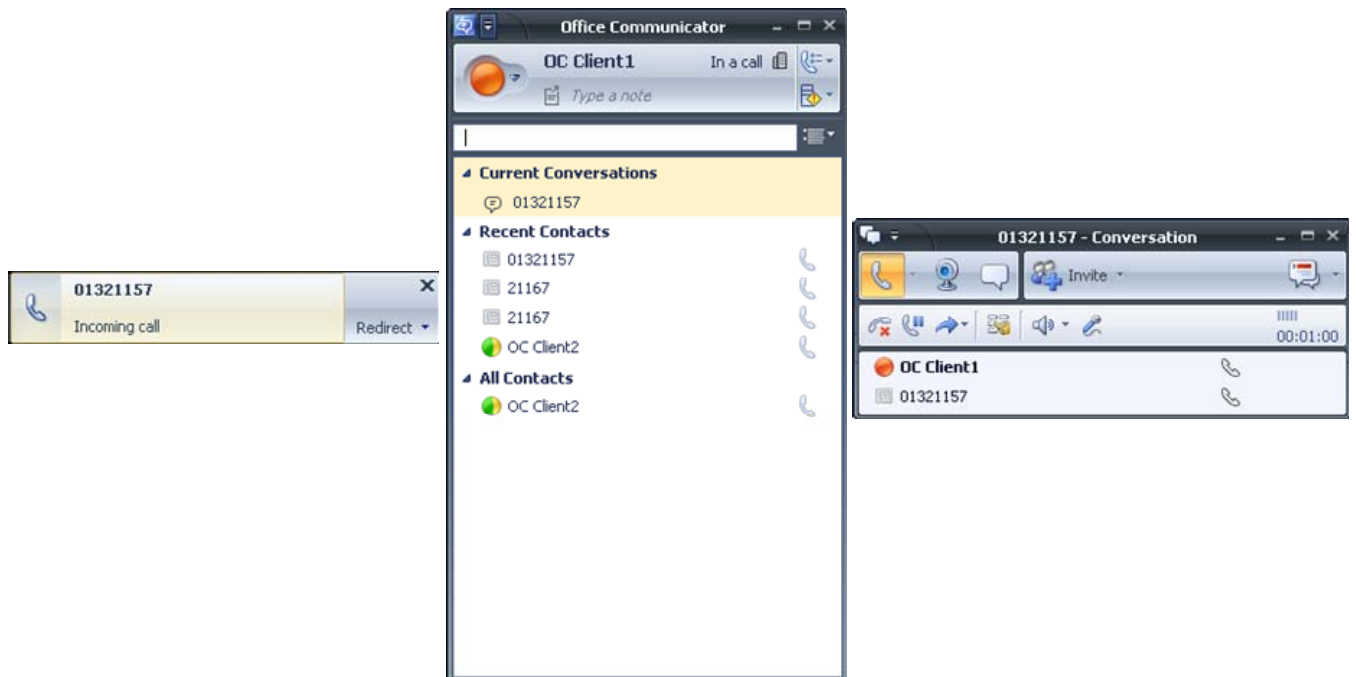 01321157
Incoming call
Redirect
Office Communicator
OC Client1 In a call
Type a note
Current Conversations
01321157
Recent Contacts
01321157
21167
21167
OC Client2
All Contacts
OC Client2
01321157 - Conversation
Invite
00:01:00
OC Client1
01321157